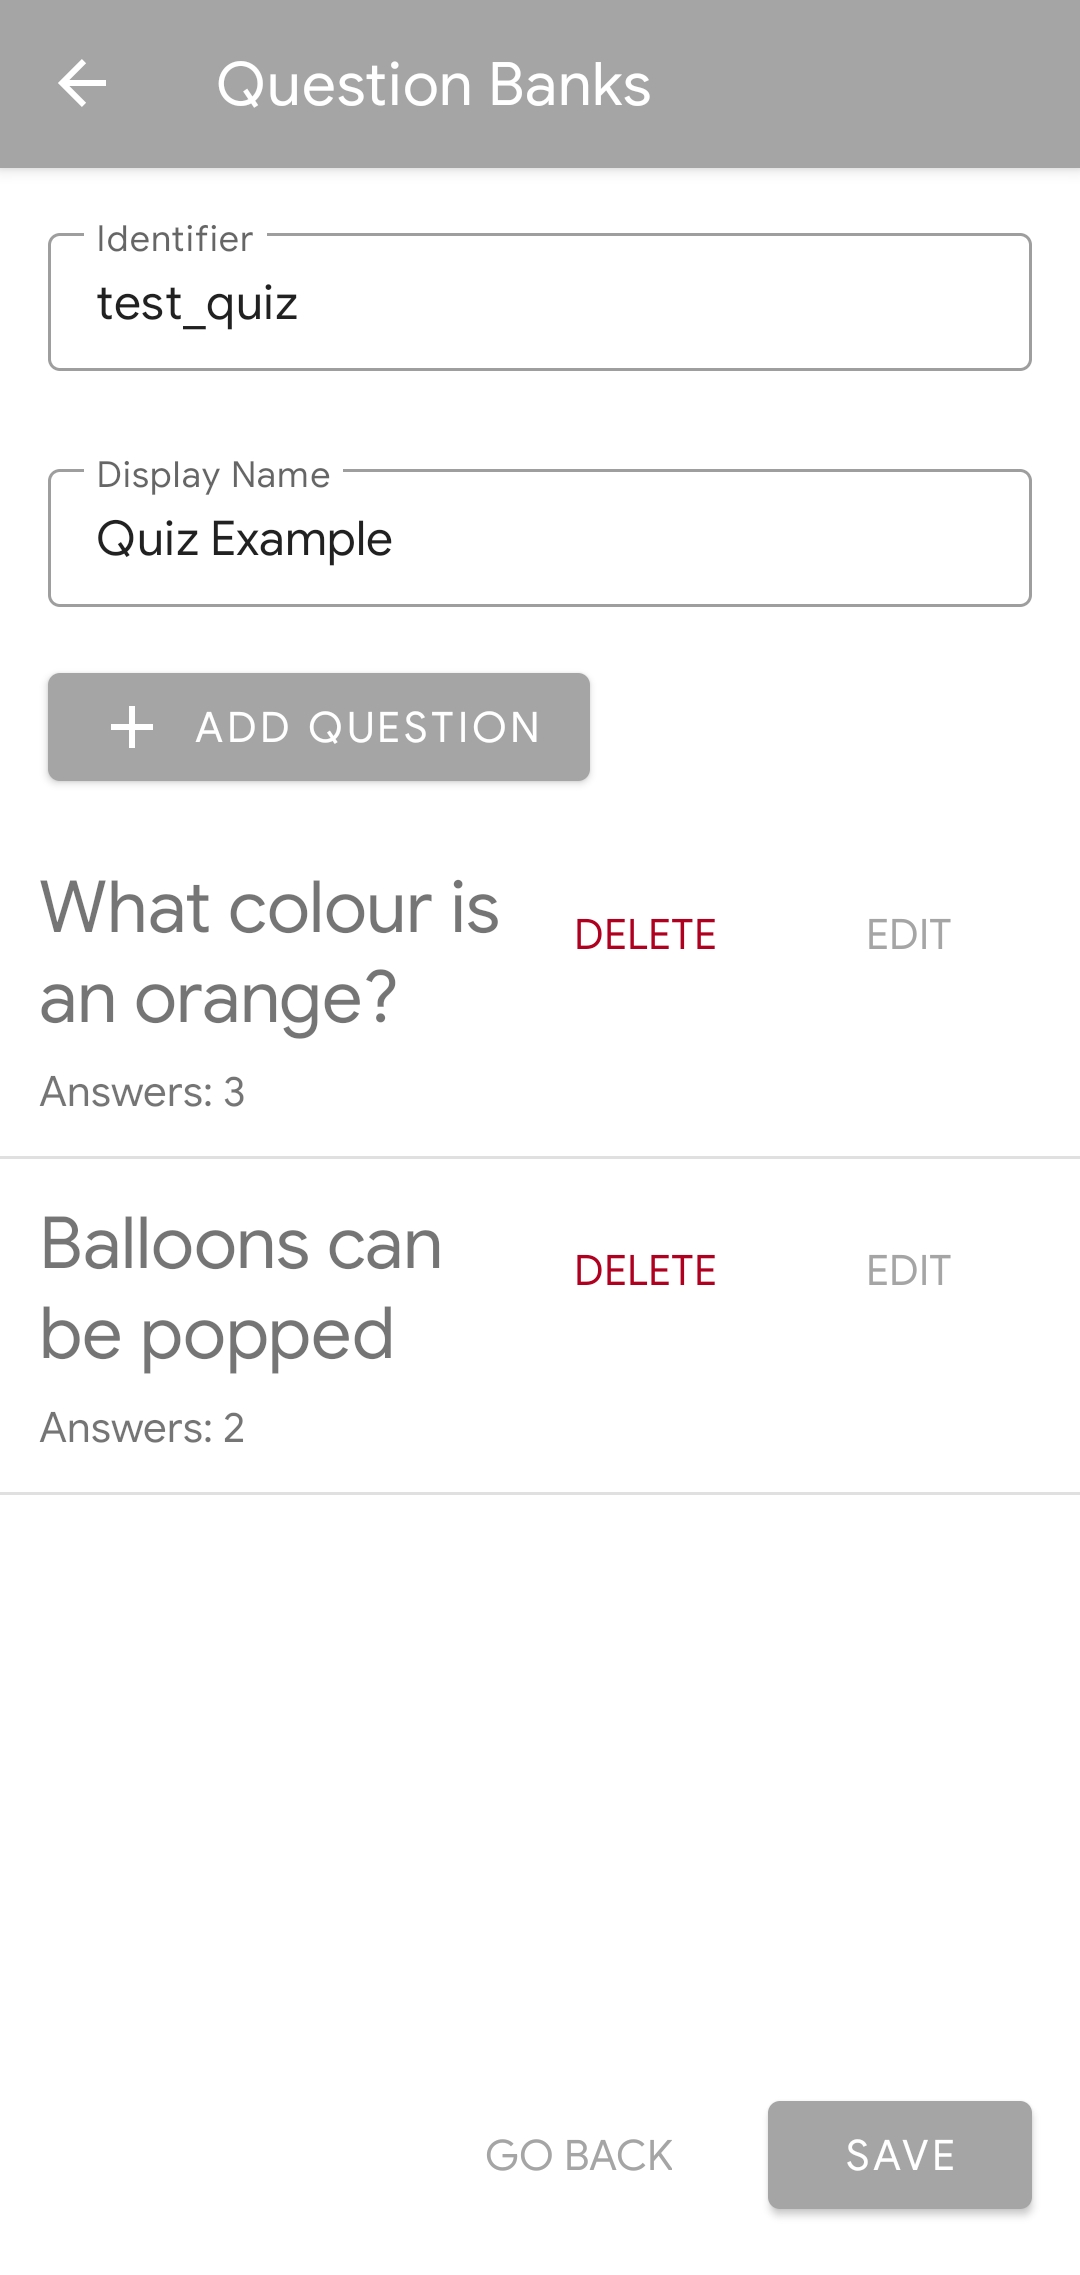 Question Banks
Identifier
test_quiz
Display Name
Quiz Example
ADD QUESTION
What colour is
an orange?
DELETE
EDIT
Answers: 3
Balloons can
be popped
DELETE
EDIT
Answers: 2
GO BACK
SAVE